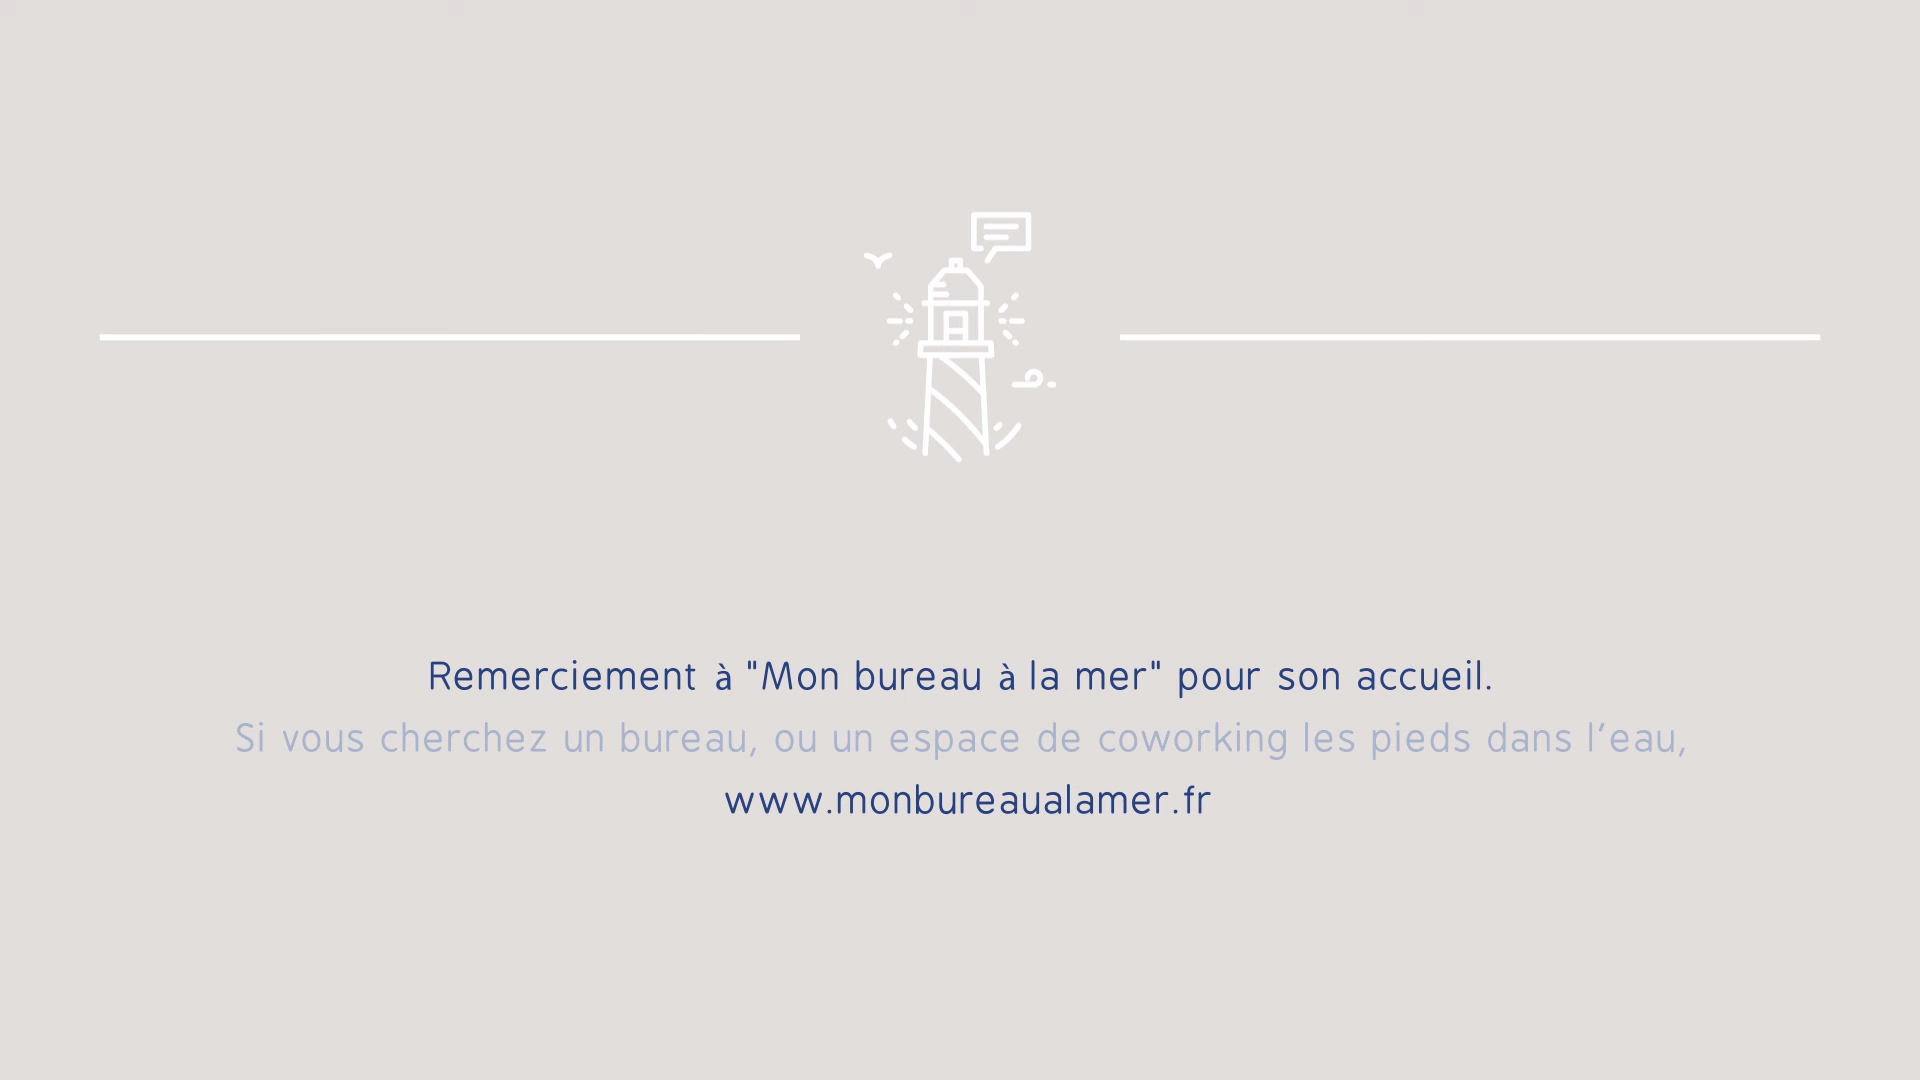 Remerciement à "Mon bureau à la mer" pour son accueil.
Si vous cherchez un bureau, ou un espace de coworking les pieds dans l’eau,
www.monbureaualamer.fr